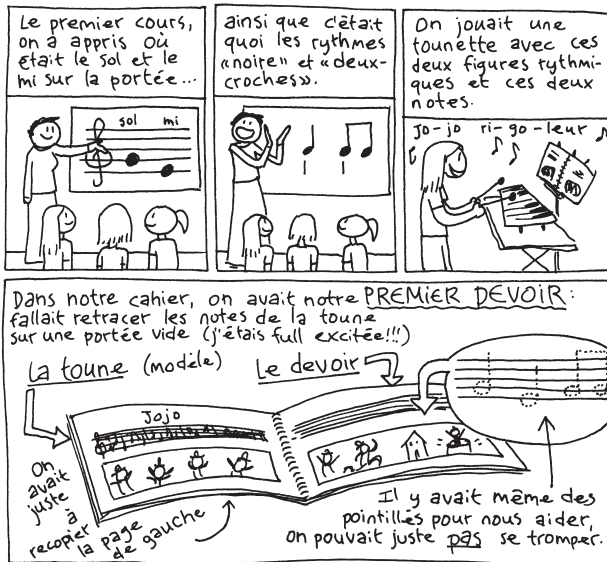 Le premier cours,
on a appris où
était le sol et le
mi sur la portée...
sol mi
ainsi que c'était
quoi les rythmes
«noire» et «deux-
croches».
On jouait une
tounette avec ces
deux figures rythmi-
ques et ces deux
notes.
Jo-jo ri-go-leur
Dans notre cahier, on avait notre PREMIER DEVOIR:
fallait retracer les notes de la toune
sur une portée vide (j'étais full excitée!!!)
La toune (modèle)
Le devoir
Jojo
On
avait
juste
à
recopier
la page
de gauche
Il y avait même des
pointillés pour nous aider,
on pouvait juste pas se tromper.